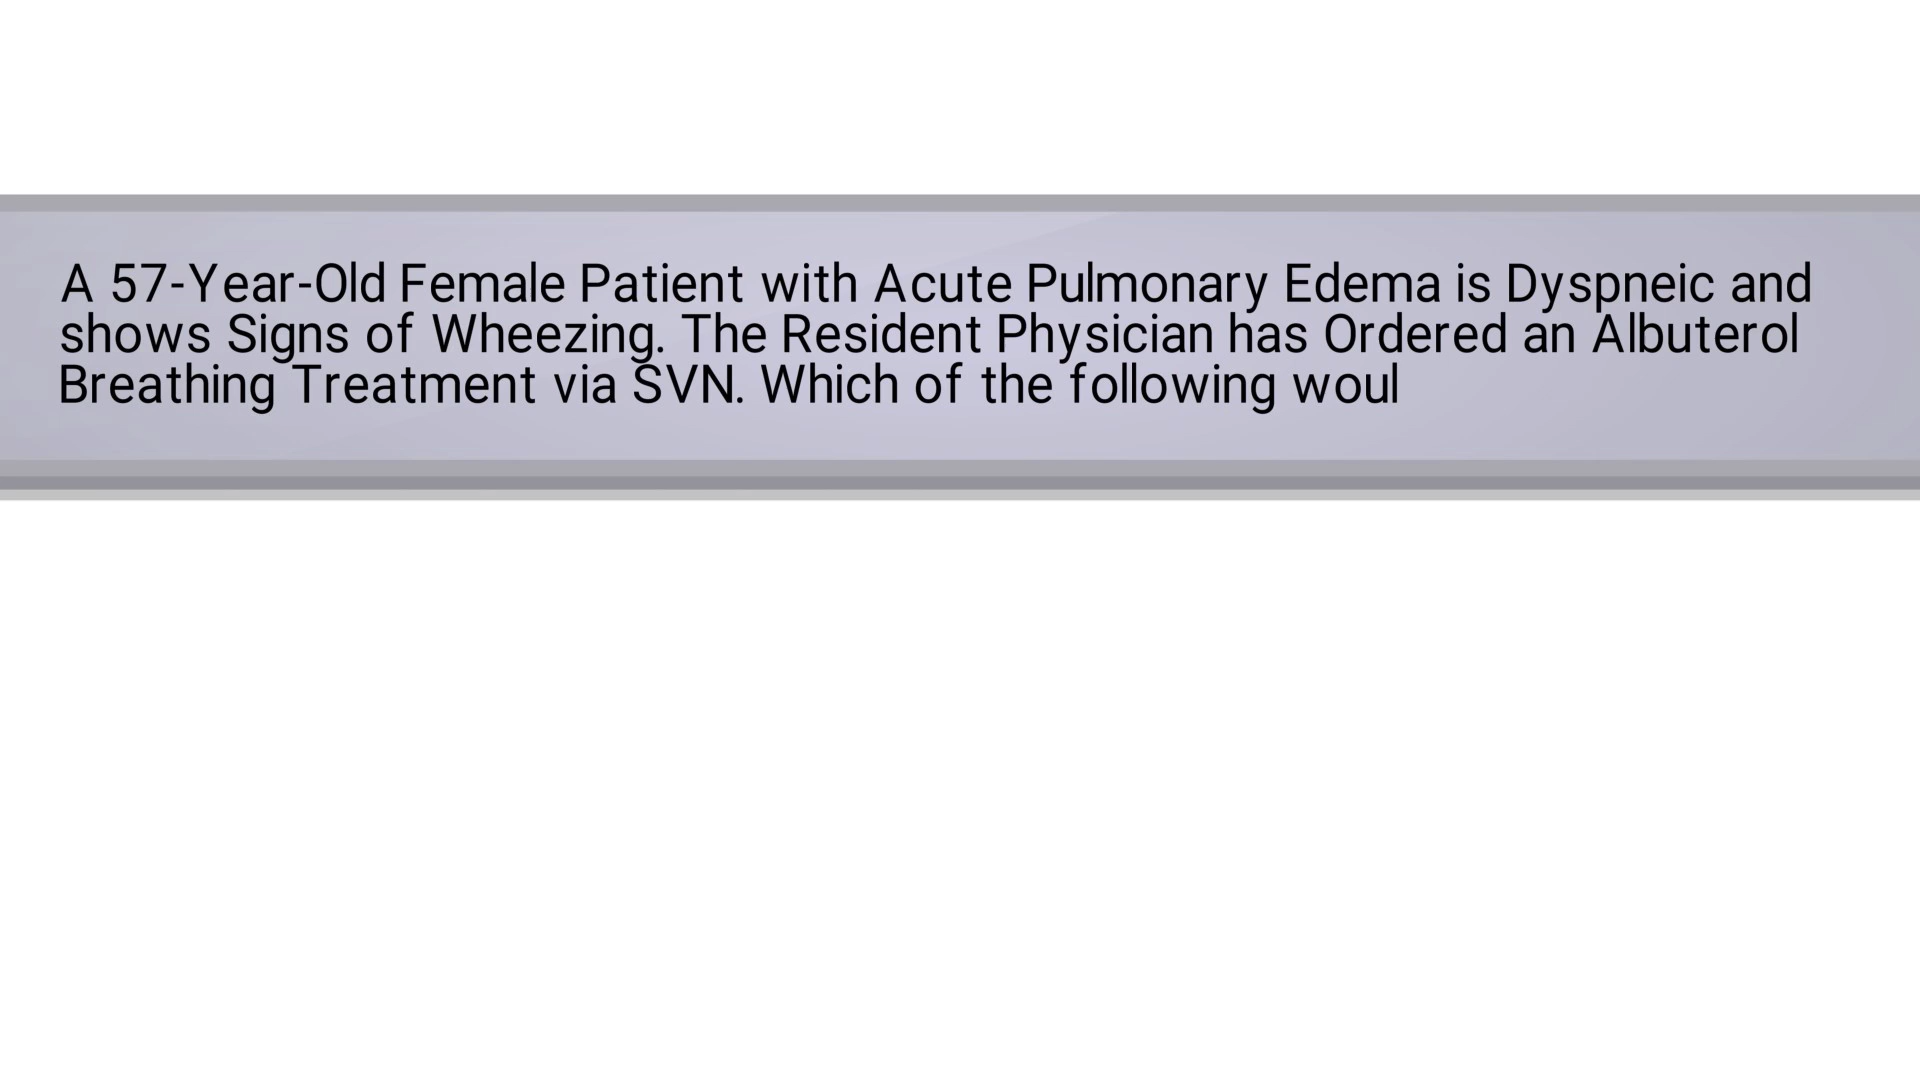 A 57-Year-Old Female Patient with Acute Pulmonary Edema is Dyspneic and
shows Signs of Wheezing. The Resident Physician has Ordered an Albuterol
Breathing Treatment via SVN. Which of the following woul